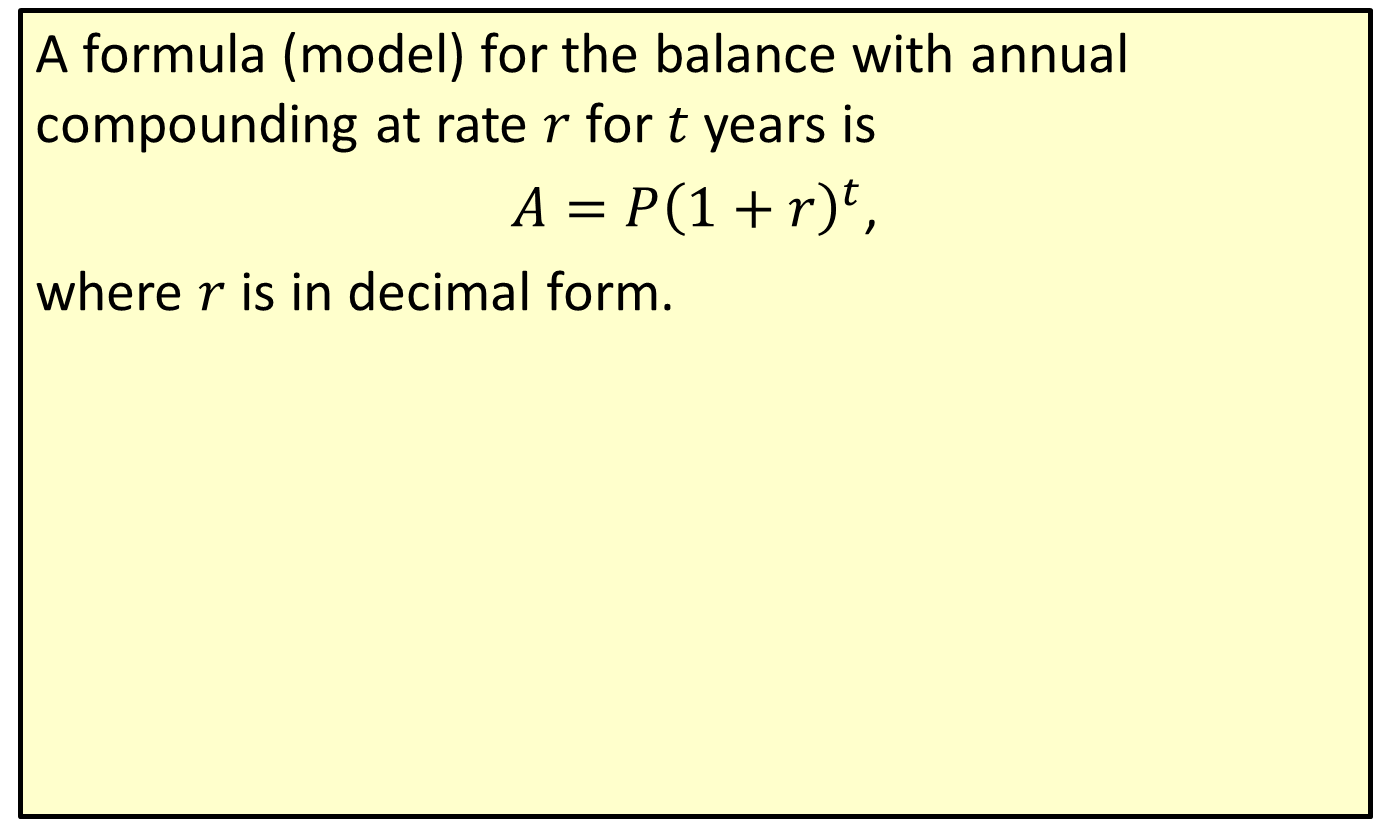 A formula (model) for the balance with annual
compounding at rate 𝑟 for 𝑡 years is
𝐴 = 𝑃(1 + 𝑟)ᵗ,
where 𝑟 is in decimal form.